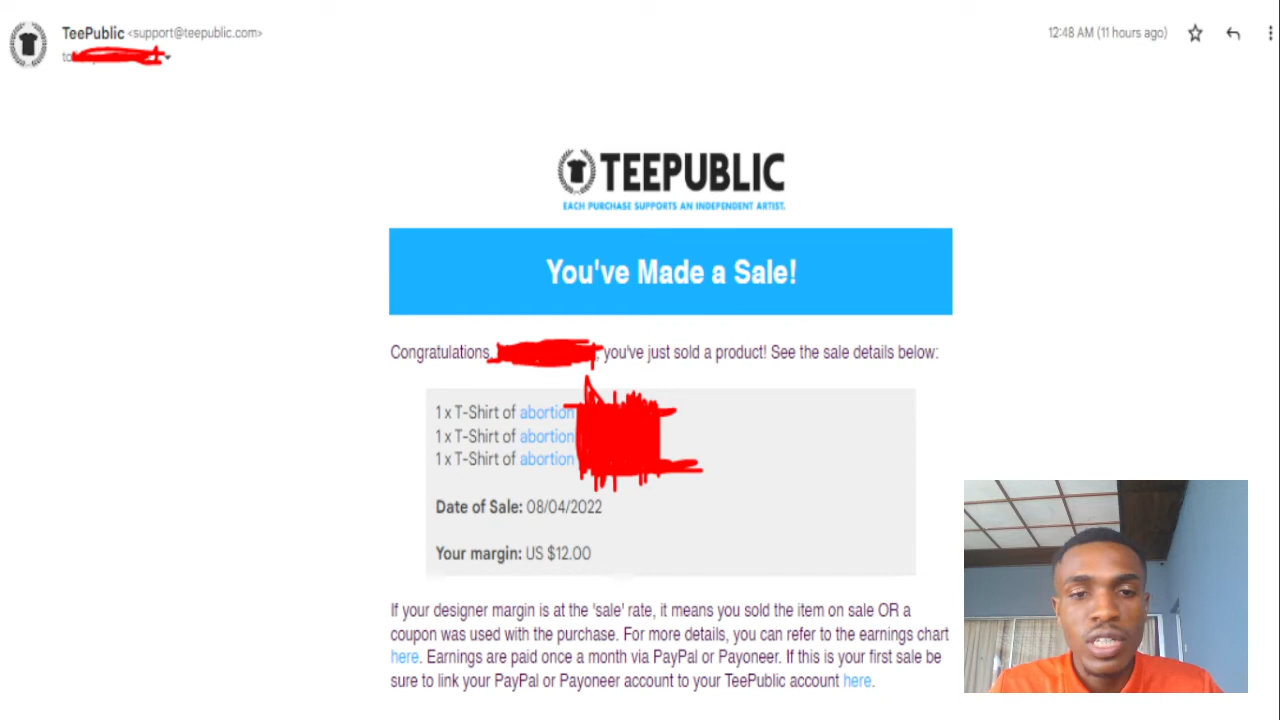 TeePublic <support@teepublic.com>
12:48 AM (11 hours ago)
to
TEEPUBLIC
EACH PURCHASE SUPPORTS AN INDEPENDENT ARTIST.
You've Made a Sale!
Congratulations, , you've just sold a product! See the sale details below:
1 x T-Shirt of abortion
1 x T-Shirt of abortion
1 x T-Shirt of abortion
Date of Sale: 08/04/2022
Your margin: US $12.00
If your designer margin is at the 'sale' rate, it means you sold the item on sale OR a
coupon was used with the purchase. For more details, you can refer to the earnings chart
here. Earnings are paid once a month via PayPal or Payoneer. If this is your first sale be
sure to link your PayPal or Payoneer account to your TeePublic account here.